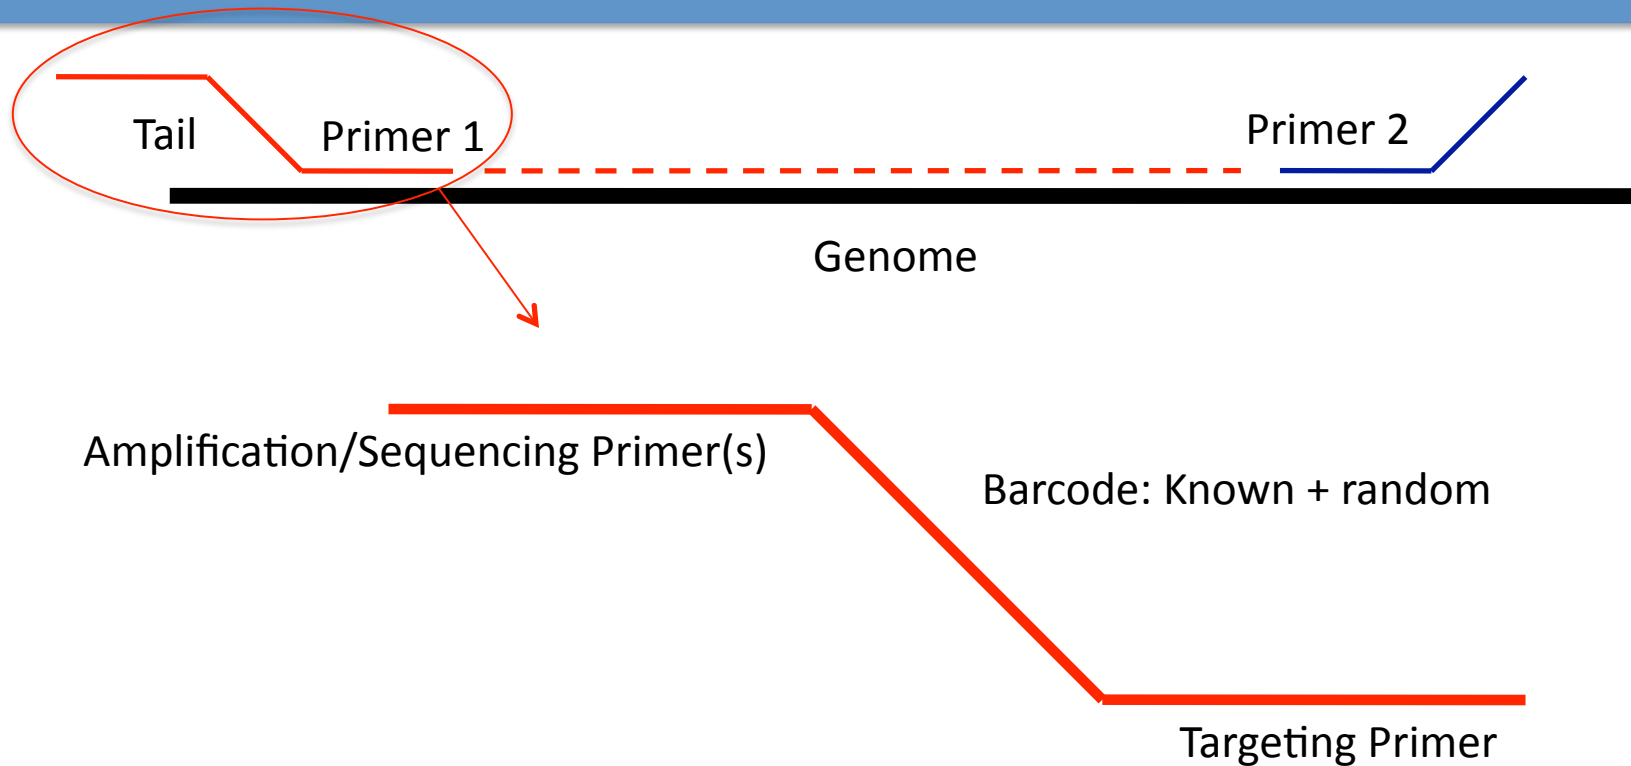 Tail
Primer 1
Primer 2
Genome
Amplification/Sequencing Primer(s)
Barcode: Known + random
Targeting Primer